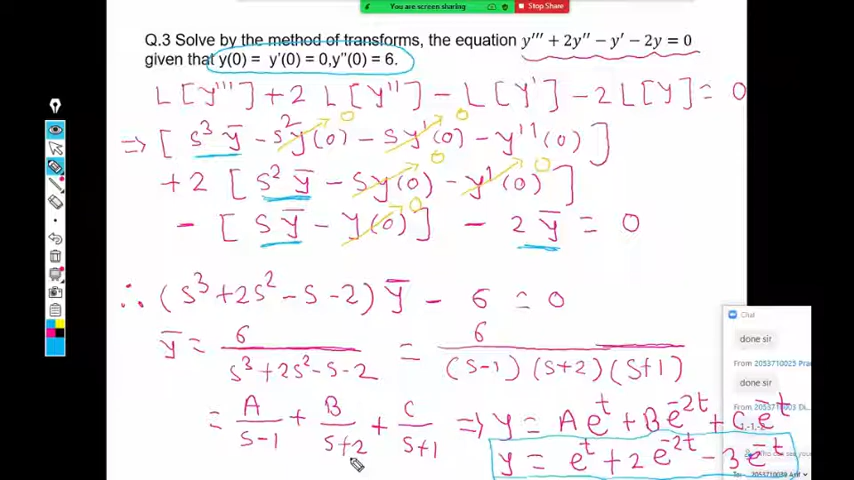 You are screen sharing
Stop Share
Q.3 Solve by the method of transforms, the equation y′′′ + 2y′′ − y′ − 2y = 0
given that y(0) = y'(0) = 0,y"(0) = 6.
L[y'''] + 2 L[y''] - L[y'] - 2L[y] = 0
⇒ [s³ȳ - s²y(0) - sy'(0) - y''(0)] 0 0
+2 [s²ȳ - sy(0) - y'(0)] 0 0
- [sȳ - y(0)] - 2ȳ = 0 0
∴ (s³+2s²-s-2) ȳ - 6 = 0
ȳ = 6/(s³+2s²-s-2) = 6/((s-1)(s+2)(s+1))
= A/(s-1) + B/(s+2) + C/(s+1) ⇒ y = Ae^t + Be^-2t + Ce^-t
y = e^t + 2e^-2t - 3e^-t
Chat
done sir
From 2053710025
done sir
From 2053710003